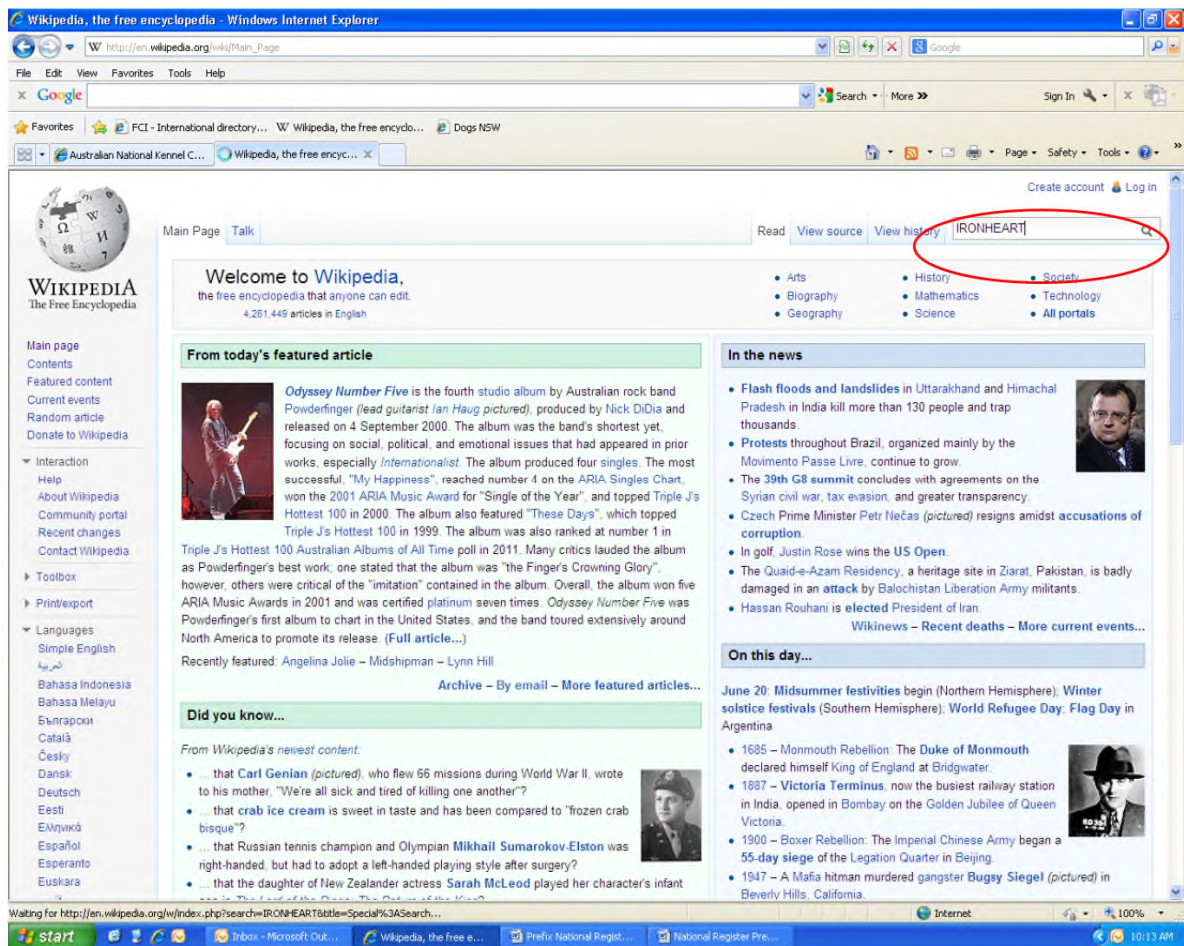 Wikipedia, the free encyclopedia - Windows Internet Explorer
W http://en.wikipedia.org/wiki/Main_Page
Google
File Edit View Favorites Tools Help
x Google Search More >> Sign In
Favorites FCI - International directory... W Wikipedia, the free encyclo... Dogs NSW
Australian National Kennel C... Wikipedia, the free encyc... X Page Safety Tools
Create account Log in
Main Page Talk Read View source View history IRONHEART
WIKIPEDIA
The Free Encyclopedia
Main page
Contents
Featured content
Current events
Random article
Donate to Wikipedia
Interaction
Help
About Wikipedia
Community portal
Recent changes
Contact Wikipedia
Toolbox
Print/export
Languages
Simple English
العربية
Bahasa Indonesia
Bahasa Melayu
Български
Català
Česky
Dansk
Deutsch
Eesti
Ελληνικά
Español
Esperanto
Euskara
Welcome to Wikipedia,
the free encyclopedia that anyone can edit.
4,261,449 articles in English
• Arts
• Biography
• Geography
• History
• Mathematics
• Science
• Society
• Technology
• All portals
From today's featured article
Odyssey Number Five is the fourth studio album by Australian rock band
Powderfinger (lead guitarist Ian Haug pictured), produced by Nick DiDia and
released on 4 September 2000. The album was the band's shortest yet,
focusing on social, political, and emotional issues that had appeared in prior
works, especially Internationalist. The album produced four singles. The most
successful, "My Happiness", reached number 4 on the ARIA Singles Chart,
won the 2001 ARIA Music Award for "Single of the Year", and topped Triple J's
Hottest 100 in 2000. The album also featured "These Days", which topped
Triple J's Hottest 100 in 1999. The album was also ranked at number 1 in
Triple J's Hottest 100 Australian Albums of All Time poll in 2011. Many critics lauded the album
as Powderfinger's best work; one stated that the album was "the Finger's Crowning Glory",
however, others were critical of the "imitation" contained in the album. Overall, the album won five
ARIA Music Awards in 2001 and was certified platinum seven times. Odyssey Number Five was
Powderfinger's first album to chart in the United States, and the band toured extensively around
North America to promote its release. (Full article...)
Recently featured: Angelina Jolie – Midshipman – Lynn Hill
Archive – By email – More featured articles...
Did you know...
From Wikipedia's newest content:
• ... that Carl Genian (pictured), who flew 66 missions during World War II, wrote
to his mother, "We're all sick and tired of killing one another"?
• ... that crab ice cream is sweet in taste and has been compared to "frozen crab
bisque"?
• ... that Russian tennis champion and Olympian Mikhail Sumarokov-Elston was
right-handed, but had to adopt a left-handed playing style after surgery?
• ... that the daughter of New Zealander actress Sarah McLeod played her character's infant
In the news
• Flash floods and landslides in Uttarakhand and Himachal
Pradesh in India kill more than 130 people and trap
thousands.
• Protests throughout Brazil, organized mainly by the
Movimento Passe Livre, continue to grow.
• The 39th G8 summit concludes with agreements on the
Syrian civil war, tax evasion, and greater transparency.
• Czech Prime Minister Petr Nečas (pictured) resigns amidst accusations of
corruption.
• In golf, Justin Rose wins the US Open.
• The Quaid-e-Azam Residency, a heritage site in Ziarat, Pakistan, is badly
damaged in an attack by Balochistan Liberation Army militants.
• Hassan Rouhani is elected President of Iran.
Wikinews – Recent deaths – More current events...
On this day...
June 20: Midsummer festivities begin (Northern Hemisphere); Winter
solstice festivals (Southern Hemisphere); World Refugee Day; Flag Day in
Argentina
• 1685 – Monmouth Rebellion: The Duke of Monmouth
declared himself King of England at Bridgwater.
• 1887 – Victoria Terminus, now the busiest railway station
in India, opened in Bombay on the Golden Jubilee of Queen
Victoria.
• 1900 – Boxer Rebellion: The Imperial Chinese Army began a
55-day siege of the Legation Quarter in Beijing.
• 1947 – A Mafia hitman murdered gangster Bugsy Siegel (pictured) in
Beverly Hills, California.
Waiting for http://en.wikipedia.org/w/index.php?search=IRONHEART&title=Special%3ASearch... Internet 100%
start Inbox - Microsoft Out... Wikipedia, the free e... Prefix National Regist... National Register Pre... 10:13 AM